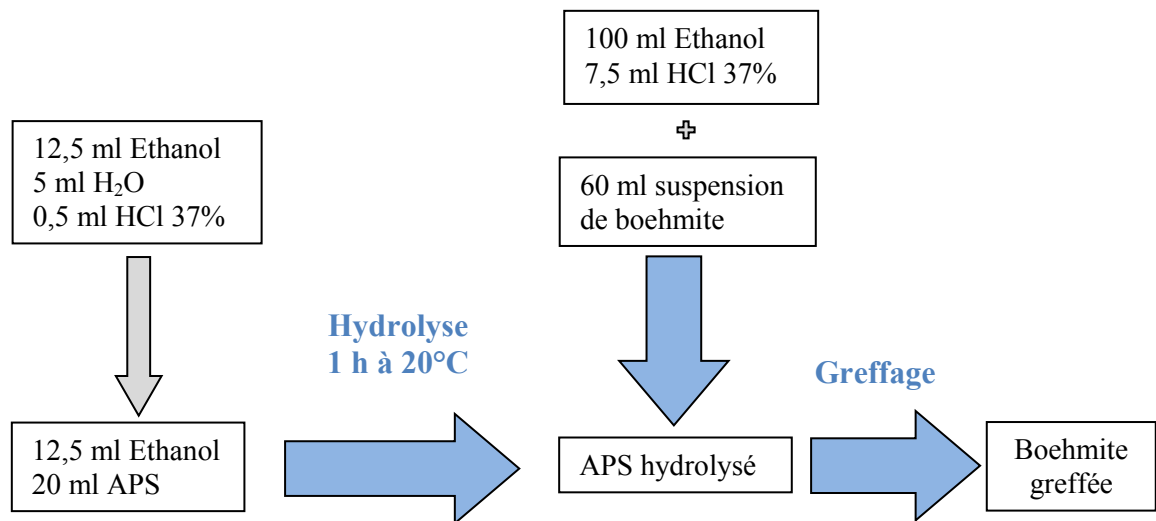 100 ml Ethanol
7,5 ml HCl 37%
12,5 ml Ethanol
5 ml H₂O
0,5 ml HCl 37%
60 ml suspension
de boehmite
Hydrolyse
1 h à 20°C
Greffage
12,5 ml Ethanol
20 ml APS
APS hydrolysé
Boehmite
greffée